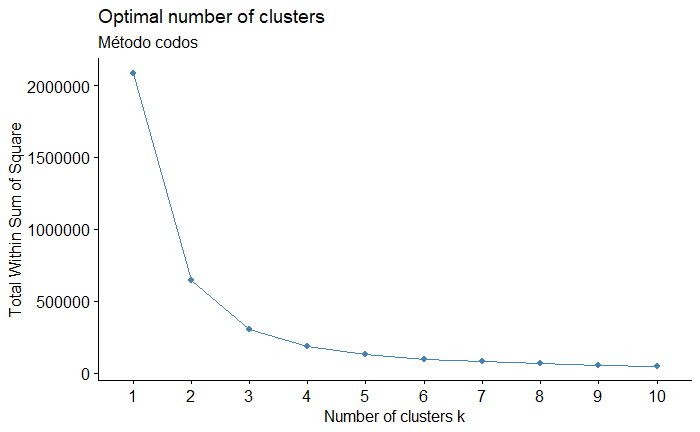 Optimal number of clusters
Método codos
Total Within Sum of Square
2000000
1500000
1000000
500000
0
1 2 3 4 5 6 7 8 9 10
Number of clusters k